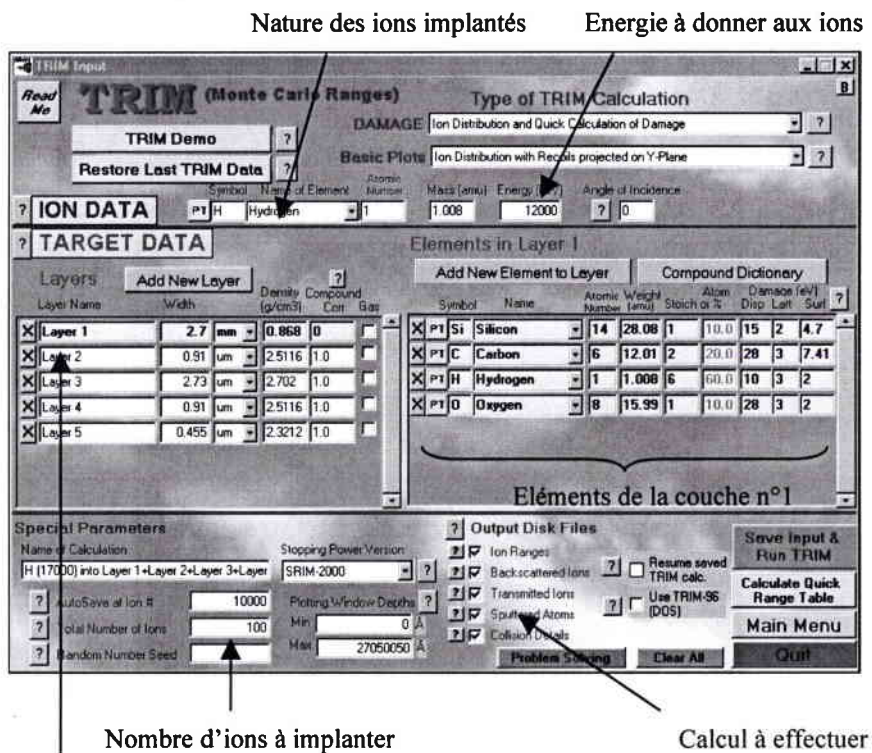 Nature des ions implantés Energie à donner aux ions
TRIM Input
B
Read Me
TRIM (Monte Carlo Ranges)
Type of TRIM Calculation
TRIM Demo ?
DAMAGE Ion Distribution and Quick Calculation of Damage ?
Restore Last TRIM Data ?
Basic Plots Ion Distribution with Recoils projected on Y-Plane ?
Symbol Name of Element Atomic Number Mass (amu) Energy Angle of Incidence
? ION DATA PT H Hydrogen 1 1.008 12000 ? 0
? TARGET DATA
Elements in Layer 1
Layers Add New Layer ?
Add New Element to Layer Compound Dictionary
Layer Name Width Density (g/cm3) Compound Corr Gas
Symbol Name Atomic Number Weight (amu) Stoich Atom or % Damage (eV) Disp Latt Surf ?
X Layer 1 2.7 mm 0.868 0
X PT Si Silicon 14 28.08 1 10.0 15 2 4.7
X Layer 2 0.91 um 2.5116 1.0
X PT C Carbon 6 12.01 2 20.0 28 3 7.41
X Layer 3 2.73 um 2.702 1.0
X PT H Hydrogen 1 1.008 6 60.0 10 3 2
X Layer 4 0.91 um 2.5116 1.0
X PT O Oxygen 8 15.99 1 10.0 28 3 2
X Layer 5 0.455 um 2.3212 1.0
Eléments de la couche n°1
Special Parameters
? Output Disk Files
Save Input & Run TRIM
Name of Calculation Stopping Power Version
H (17000) into Layer 1+Layer 2+Layer 3+Layer SRIM-2000 ?
? Ion Ranges
? Backscattered Ions
? Transmitted Ions
? Sputtered Atoms
? Collision Details
? Resume saved TRIM calc.
? Use TRIM-96 (DOS)
Calculate Quick Range Table
Main Menu
Quit
? AutoSave at Ion # 10000
Plotting Window Depths ?
? Total Number of Ions 100
Min 0 Å
? Random Number Seed
Max 27050050 Å
Problem Solving Clear All
Nombre d'ions à implanter Calcul à effectuer